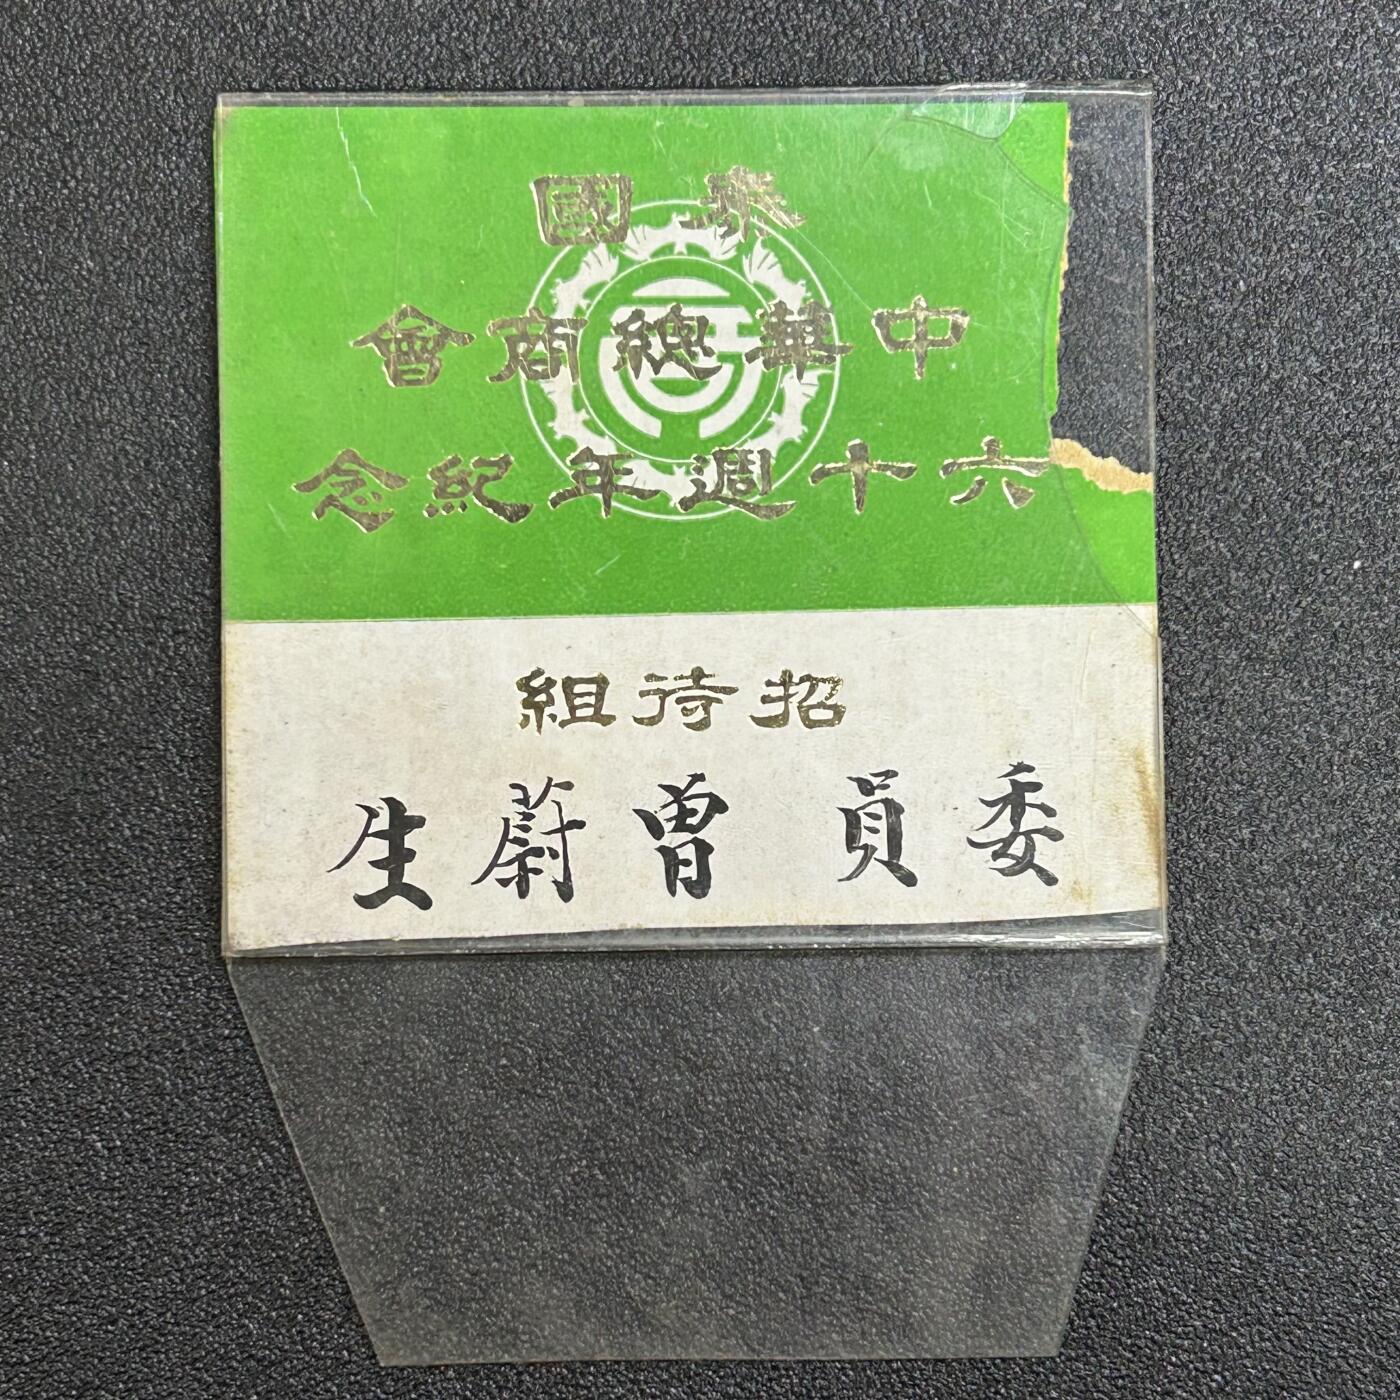 泰國
中華總商會
六十週年紀念
招待組
委員 曾蔚生